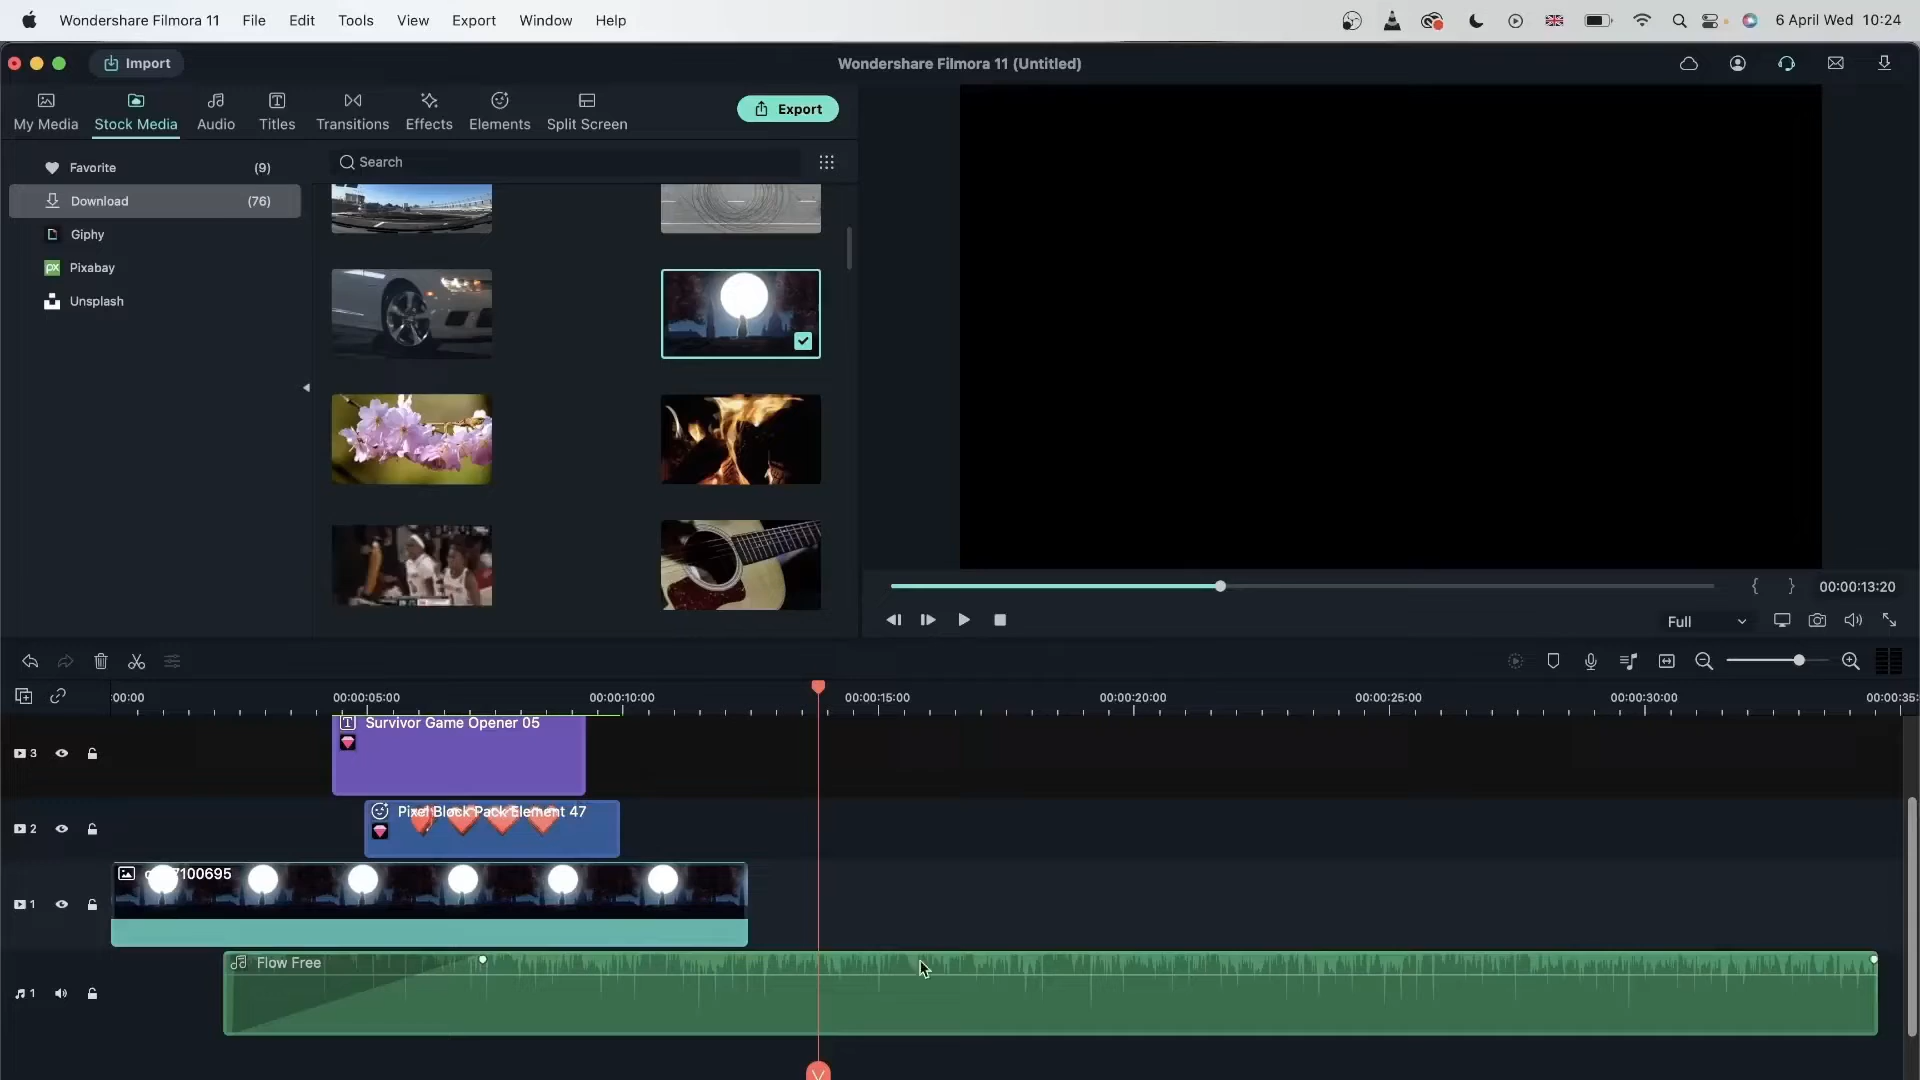 Wondershare Filmora 11 File Edit Tools View Export Window Help 6 April Wed 10:24
Import Wondershare Filmora 11 (Untitled)
My Media Stock Media Audio Titles Transitions Effects Elements Split Screen Export
Favorite (9)
Search
Download (76)
Giphy
Pixabay
Unsplash
{ } 00:00:13:20
Full
:00:00 00:00:05:00 00:00:10:00 00:00:15:00 00:00:20:00 00:00:25:00 00:00:30:00 00:00:35:
Survivor Game Opener 05
3
Pixel Block Pack Element 47
2
7100695
1
Flow Free
1